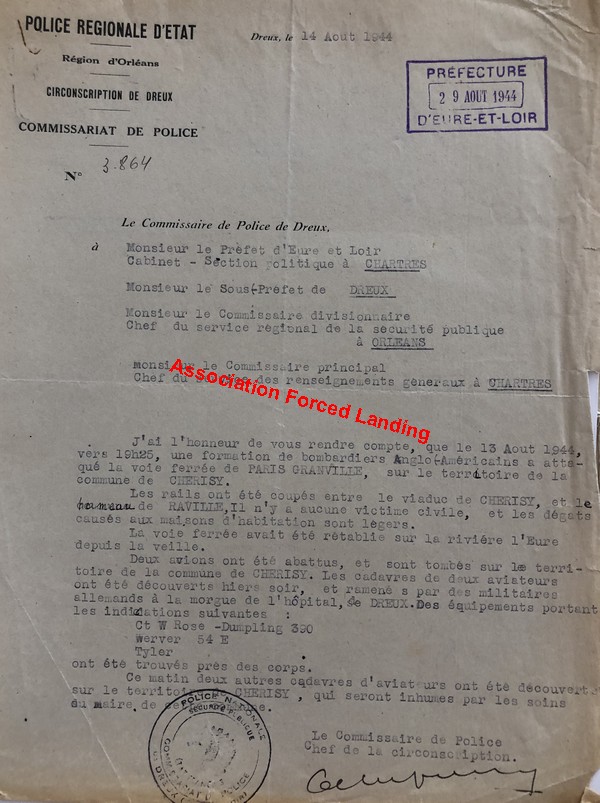 POLICE REGIONALE D'ETAT
Région d'Orléans
CIRCONSCRIPTION DE DREUX
COMMISSARIAT DE POLICE
N° 3.864
Dreux, le 14 Aout 1944
PRÉFECTURE
29 AOUT 1944
D'EURE-ET-LOIR
Le Commissaire de Police de Dreux,
à Monsieur le Préfet d'Eure et Loir
Cabinet - Section politique à CHARTRES
Monsieur le Sous-Préfet de DREUX
Monsieur le Commissaire divisionnaire
Chef du service régional de la sécurité publique
à ORLEANS
Monsieur le Commissaire principal
Chef du des renseignements généraux à CHARTRES
Association Forced Landing
J'ai l'honneur de vous rendre compte, que le 13 Aout 1944,
vers 19h25, une formation de bombardiers Anglo-Américains a atta-
qué la voie ferrée de PARIS GRANVILLE, sur le territoire de la
commune de CHERISY.
Les rails ont été coupés entre le viaduc de CHERISY, et le
hameau de RAVILLE, Il n'y a aucune victime civile, et les dégats
causés aux maisons d'habitation sont légers.
La voie ferrée avait été rétablie sur la riviére l'Eure
depuis la veille.
Deux avions ont été abattus, et sont tombés sur le terri-
toire de la commune de CHERISY. Les cadavres de deux aviateurs
ont été découverts hier soir, et ramené s par des militaires
allemands à la morgue de l'hôpital, de DREUX. Des équipements portant
les indications suivantes :
Ct W Rose -Dumpling 390
Werver 54 E
Tyler
ont été trouvés près des corps.
Ce matin deux autres cadavres d'aviateurs ont été découverts
sur le territoire CHERISY , qui seront inhumés par les soins
du maire de
POLICE NATIONALE
SECURITE PUBLIQUE
COMMISSARIAT DE POLICE
Le Commissaire de Police
Chef de la circonscription.